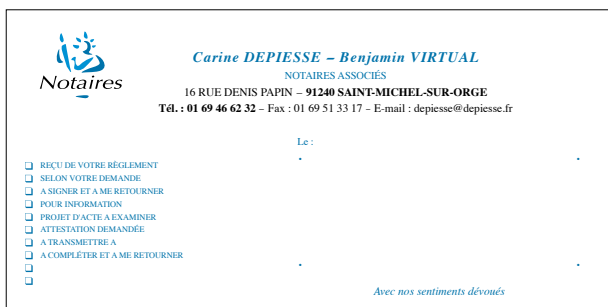 Notaires
Carine DEPIESSE – Benjamin VIRTUAL
NOTAIRES ASSOCIÉS
16 RUE DENIS PAPIN – 91240 SAINT-MICHEL-SUR-ORGE
Tél. : 01 69 46 62 32 – Fax : 01 69 51 33 17 – E-mail : depiesse@depiesse.fr
Le :
❑ REÇU DE VOTRE RÈGLEMENT
❑ SELON VOTRE DEMANDE
❑ A SIGNER ET A ME RETOURNER
❑ POUR INFORMATION
❑ PROJET D'ACTE A EXAMINER
❑ ATTESTATION DEMANDÉE
❑ A TRANSMETTRE A
❑ A COMPLÉTER ET A ME RETOURNER
❑
❑
Avec nos sentiments dévoués